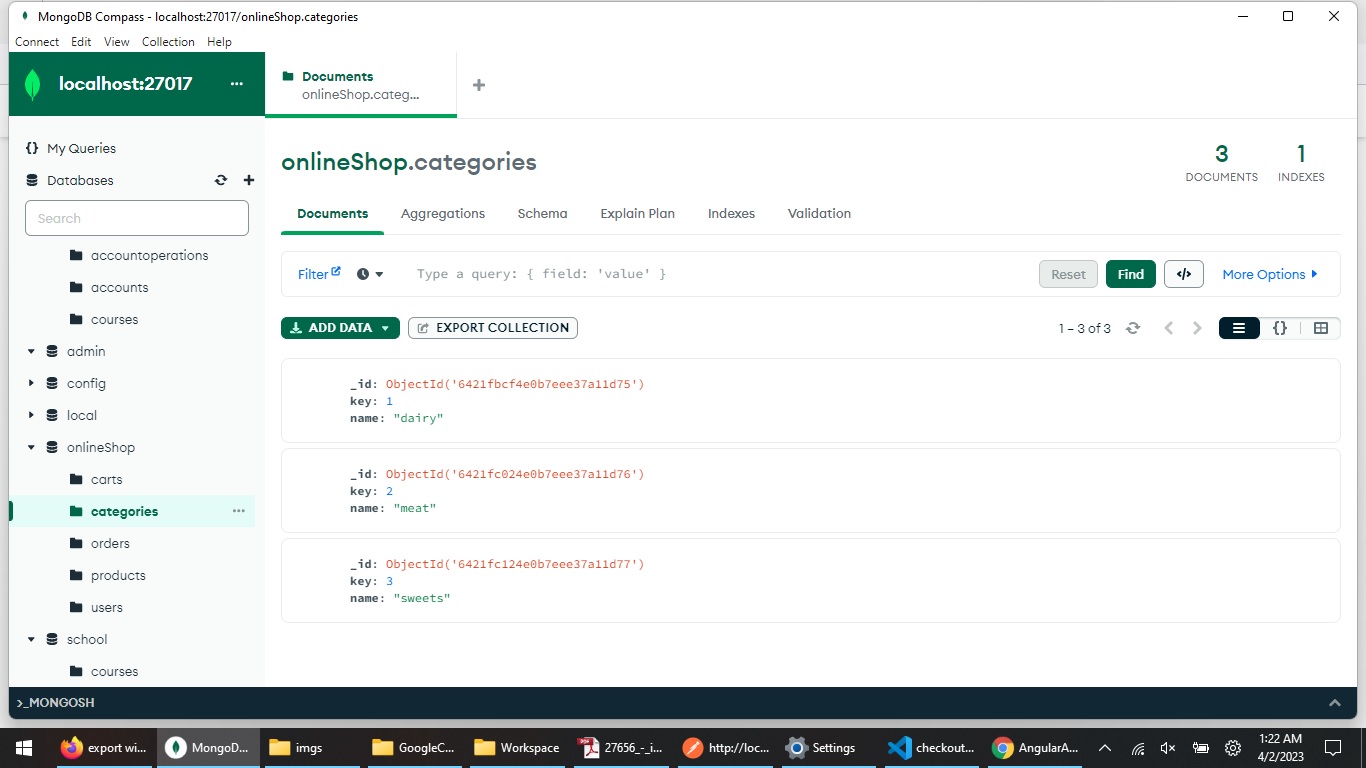 MongoDB Compass - localhost:27017/onlineShop.categories
Connect Edit View Collection Help
localhost:27017
...
Documents
onlineShop.categ...
+
My Queries
Databases
Search
accountoperations
accounts
courses
admin
config
local
onlineShop
carts
categories
...
orders
products
users
school
courses
onlineShop.categories
3
DOCUMENTS
1
INDEXES
Documents Aggregations Schema Explain Plan Indexes Validation
Filter Type a query: { field: 'value' } Reset Find </> More Options
ADD DATA EXPORT COLLECTION 1 – 3 of 3 {}
_id: ObjectId('6421fbcf4e0b7eee37a11d75')
key: 1
name: "dairy"
_id: ObjectId('6421fc024e0b7eee37a11d76')
key: 2
name: "meat"
_id: ObjectId('6421fc124e0b7eee37a11d77')
key: 3
name: "sweets"
>_MONGOSH
export wi... MongoD... imgs GoogleC... Workspace 27656_-_i... http://loc... Settings checkout... AngularA...
1:22 AM
4/2/2023